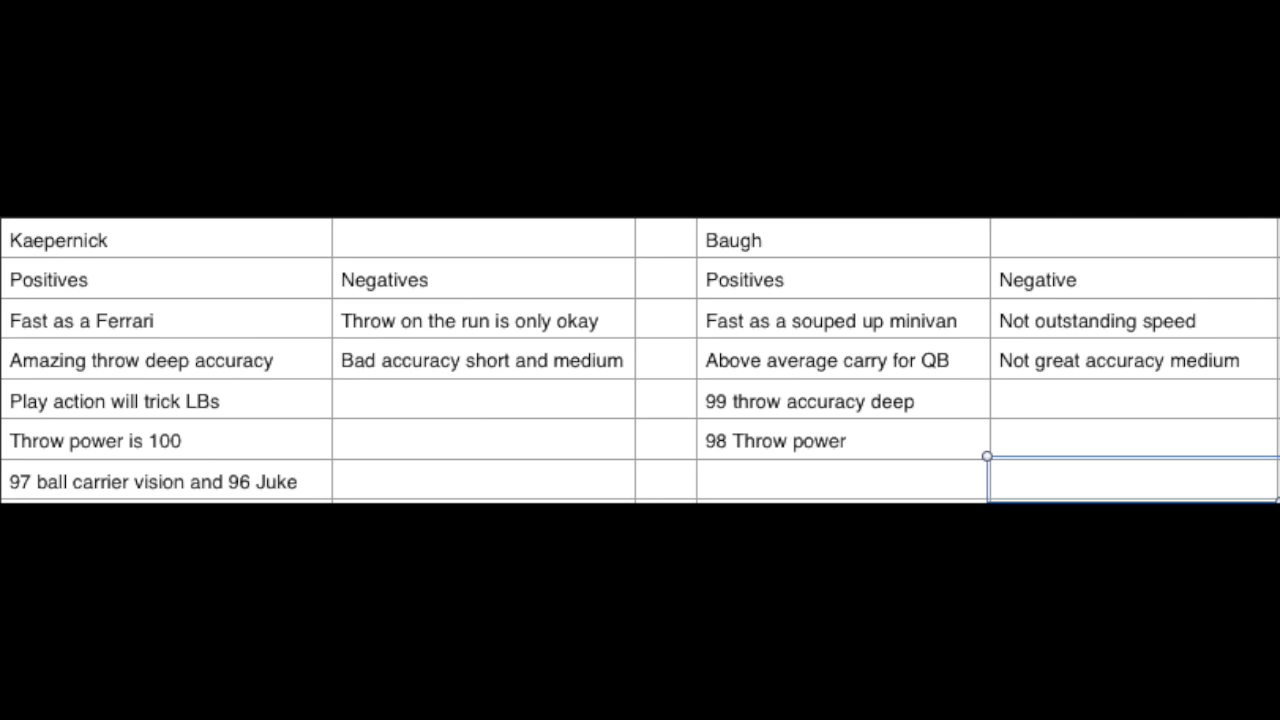 Kaepernick Baugh
Positives Negatives Positives Negative
Fast as a Ferrari Throw on the run is only okay Fast as a souped up minivan Not outstanding speed
Amazing throw deep accuracy Bad accuracy short and medium Above average carry for QB Not great accuracy medium
Play action will trick LBs 99 throw accuracy deep
Throw power is 100 98 Throw power
97 ball carrier vision and 96 Juke